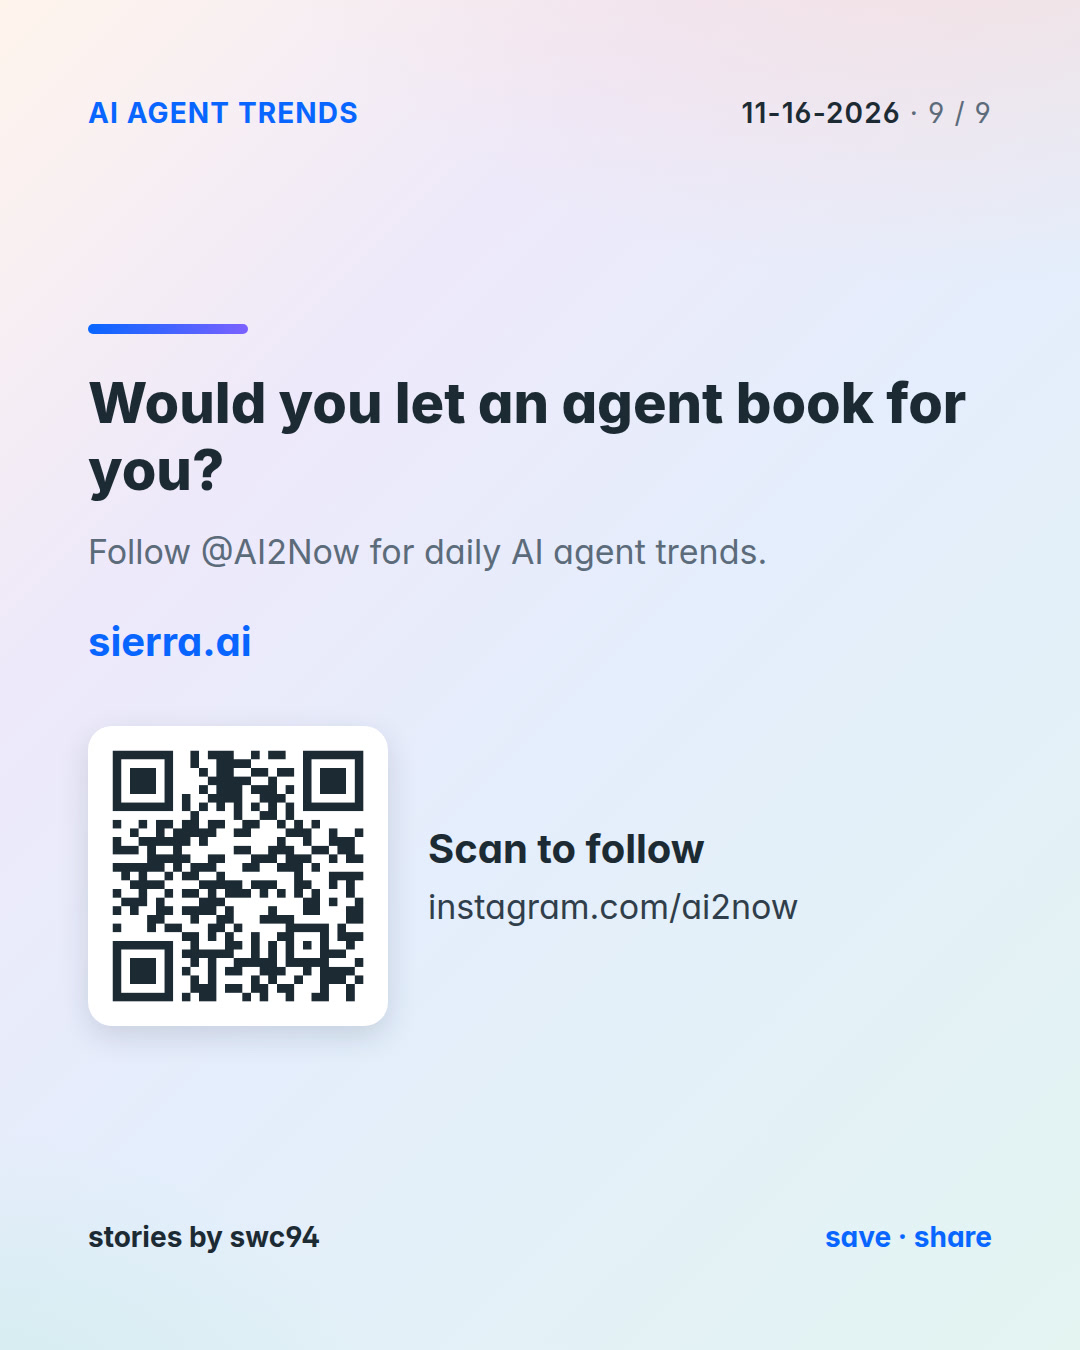 AI AGENT TRENDS
11-16-2026 · 9 / 9
Would you let an agent book for
you?
Follow @AI2Now for daily AI agent trends.
sierra.ai
Scan to follow
instagram.com/ai2now
stories by swc94
save · share